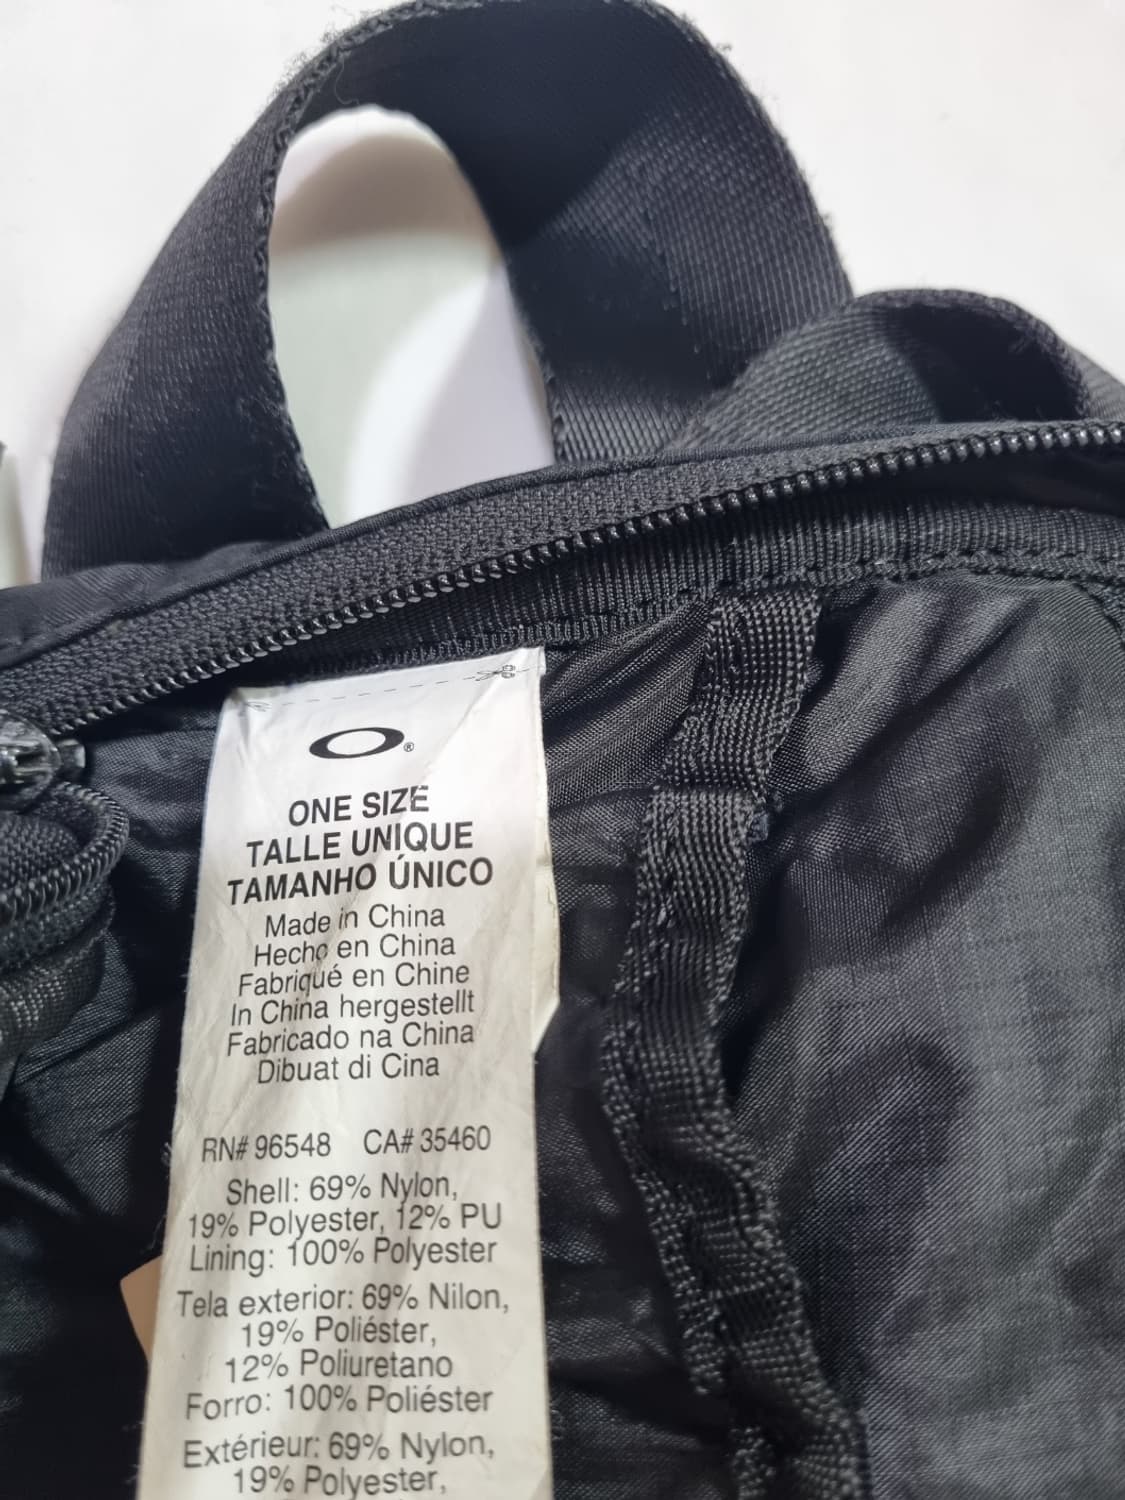 ®
ONE SIZE
TALLE UNIQUE
TAMANHO ÚNICO
Made in China
Hecho en China
Fabriqué en Chine
In China hergestellt
Fabricado na China
Dibuat di Cina
RN# 96548 CA# 35460
Shell: 69% Nylon,
19% Polyester, 12% PU
Lining: 100% Polyester
Tela exterior: 69% Nilon,
19% Poliéster,
12% Poliuretano
Forro: 100% Poliéster
Extérieur: 69% Nylon,
19% Polyester,